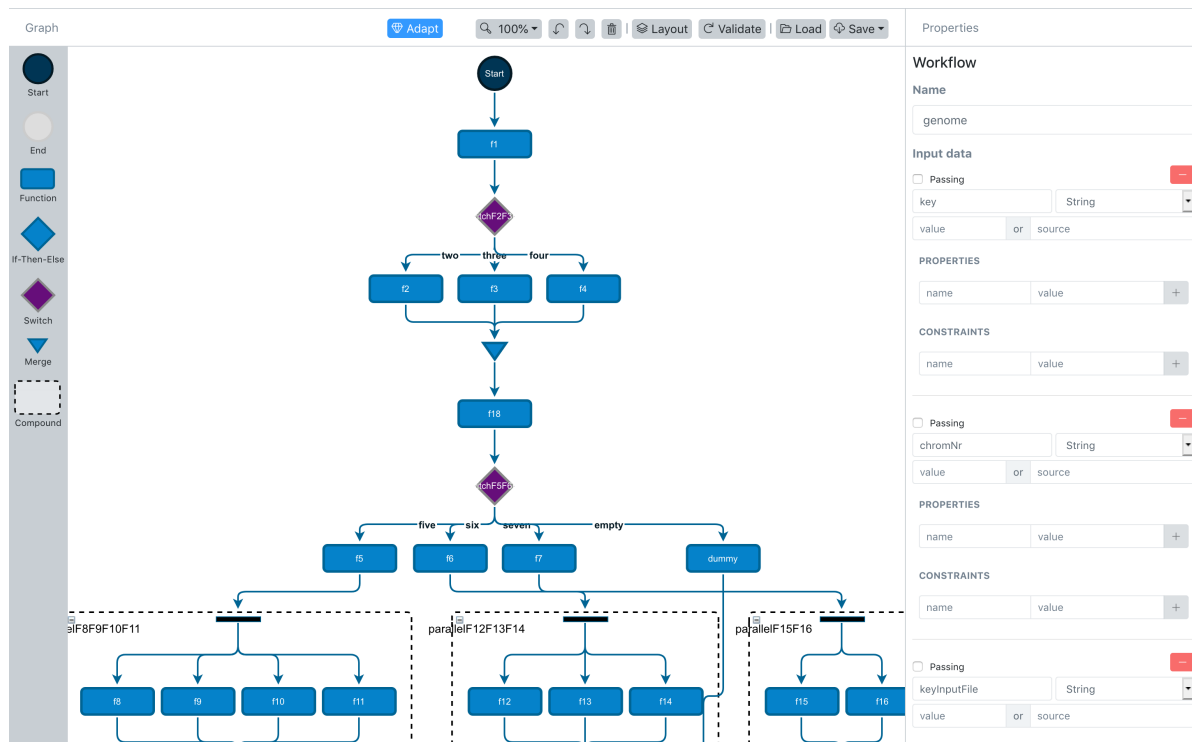 Graph
Adapt
100%
Layout
Validate
Load
Save
Properties
Start
End
Function
If-Then-Else
Switch
Merge
Compound
Start
f1
tchF2F3
two three four
f2 f3 f4
f18
tchF5F6
five six seven empty
f5 f6 f7 dummy
elF8F9F10F11 parallelF12F13F14 parallelF15F16
f8 f9 f10 f11 f12 f13 f14 f15 f16
Workflow
Name
genome
Input data
Passing
key String
value or source
PROPERTIES
name value +
CONSTRAINTS
name value +
Passing
chromNr String
value or source
PROPERTIES
name value +
CONSTRAINTS
name value +
Passing
keyInputFile String
value or source